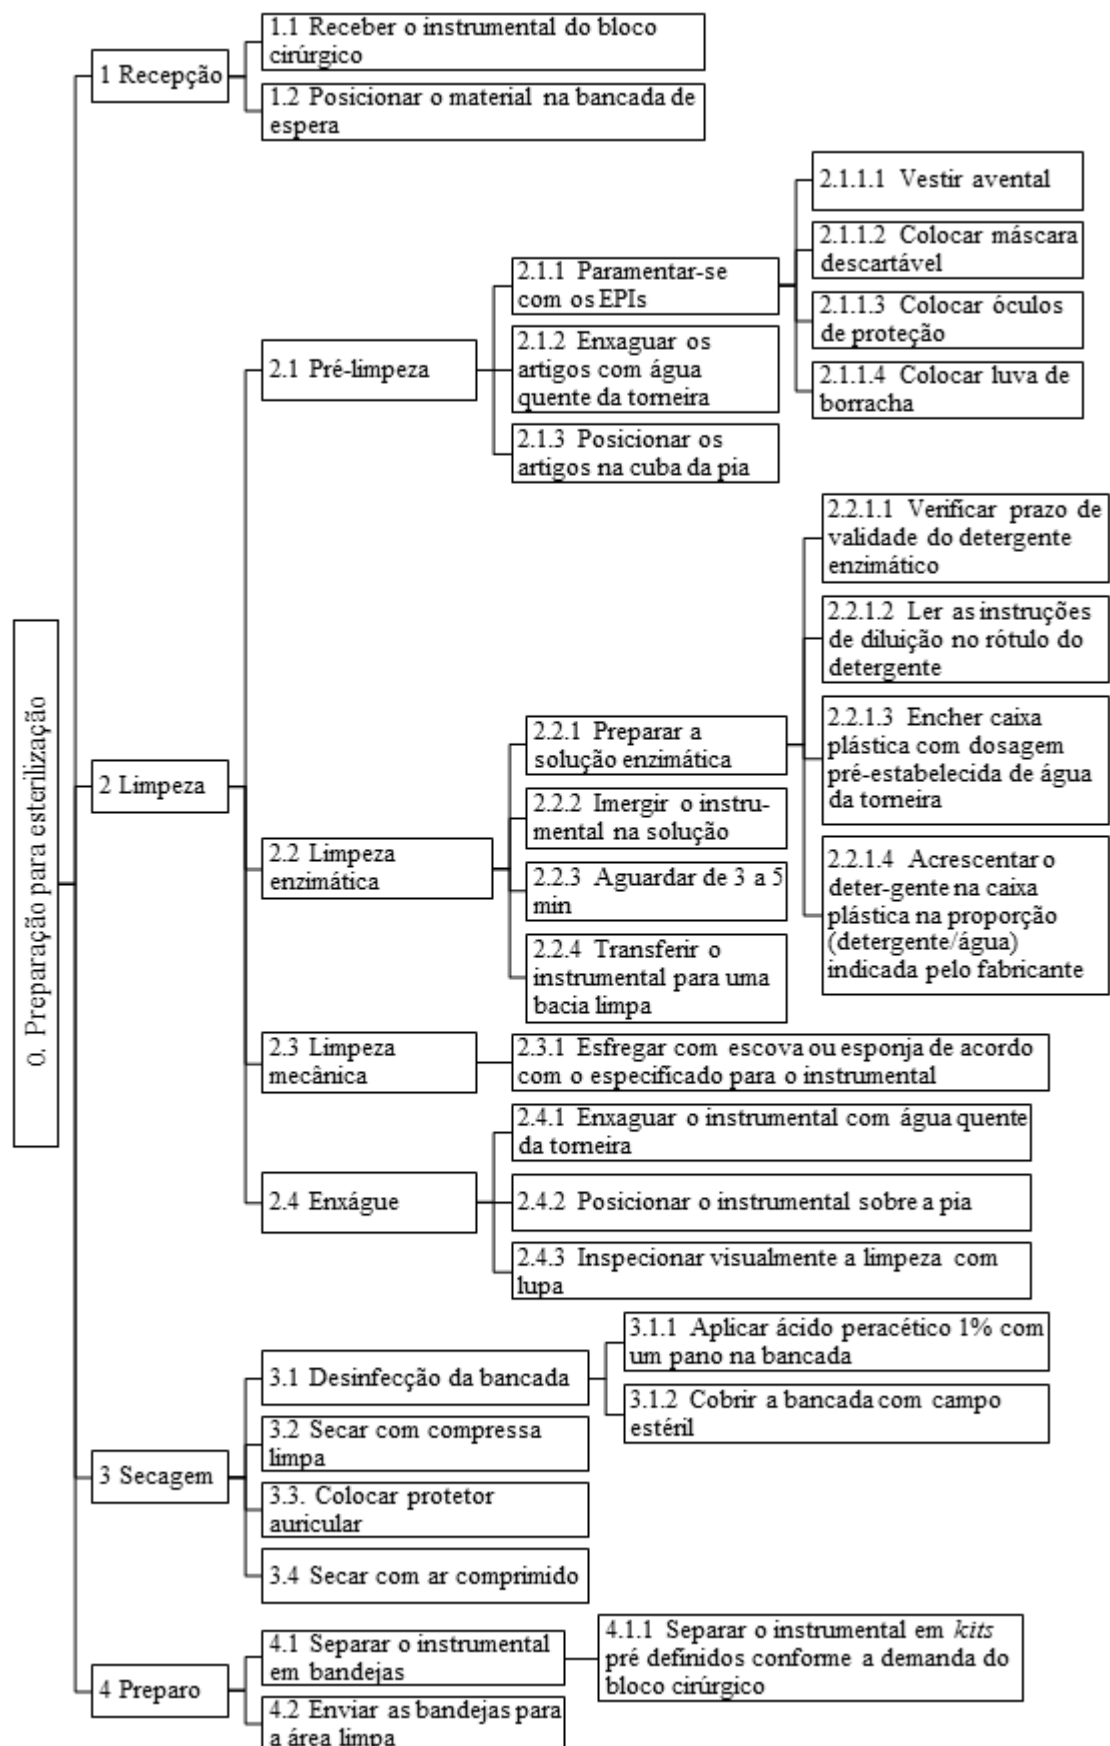 0. Preparação para esterilização
1 Recepção
1.1 Receber o instrumental do bloco
cirúrgico
1.2 Posicionar o material na bancada de
espera
2 Limpeza
2.1 Pré-limpeza
2.1.1 Paramentar-se
com os EPIs
2.1.1.1 Vestir avental
2.1.1.2 Colocar máscara
descartável
2.1.1.3 Colocar óculos
de proteção
2.1.1.4 Colocar luva de
borracha
2.1.2 Enxaguar os
artigos com água
quente da torneira
2.1.3 Posicionar os
artigos na cuba da pia
2.2 Limpeza
enzimática
2.2.1 Preparar a
solução enzimática
2.2.1.1 Verificar prazo de
validade do detergente
enzimático
2.2.1.2 Ler as instruções
de diluição no rótulo do
detergente
2.2.1.3 Encher caixa
plástica com dosagem
pré-estabelecida de água
da torneira
2.2.1.4 Acrescentar o
deter-gente na caixa
plástica na proporção
(detergente/água)
indicada pelo fabricante
2.2.2 Imergir o instru-
mental na solução
2.2.3 Aguardar de 3 a 5
min
2.2.4 Transferir o
instrumental para uma
bacia limpa
2.3 Limpeza
mecânica
2.3.1 Esfregar com escova ou esponja de acordo
com o especificado para o instrumental
2.4 Enxágue
2.4.1 Enxaguar o instrumental com água quente
da torneira
2.4.2 Posicionar o instrumental sobre a pia
2.4.3 Inspecionar visualmente a limpeza com
lupa
3 Secagem
3.1 Desinfecção da bancada
3.1.1 Aplicar ácido peracético 1% com
um pano na bancada
3.1.2 Cobrir a bancada com campo
estéril
3.2 Secar com compressa
limpa
3.3. Colocar protetor
auricular
3.4 Secar com ar comprimido
4 Preparo
4.1 Separar o instrumental
em bandejas
4.1.1 Separar o instrumental em kits
pré definidos conforme a demanda do
bloco cirúrgico
4.2 Enviar as bandejas para
a área limpa